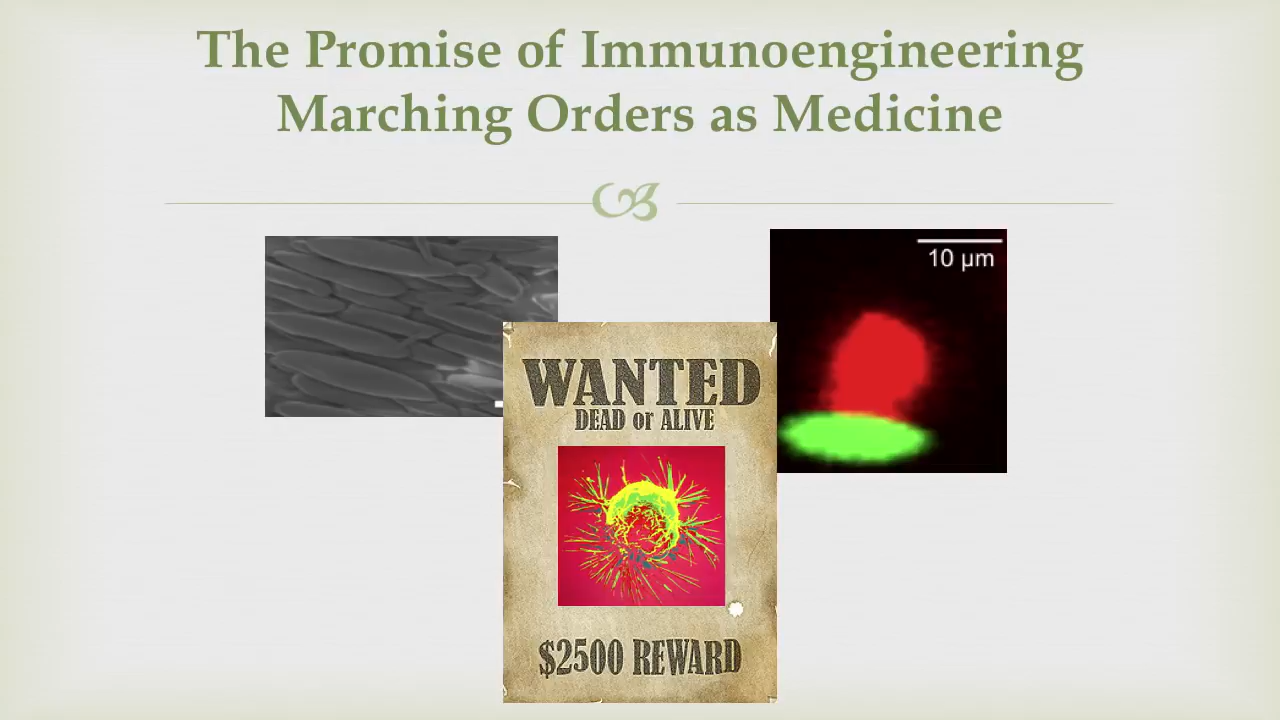 The Promise of Immunoengineering
Marching Orders as Medicine
10 μm
WANTED
DEAD or ALIVE
$2500 REWARD